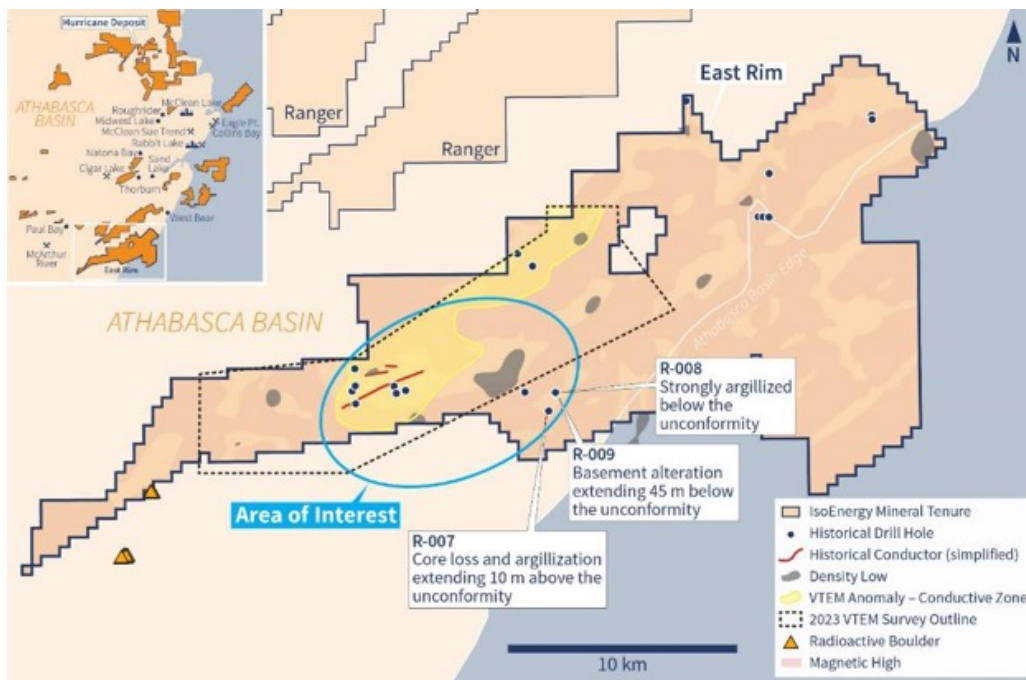 Hurricane Deposit
ATHABASCA
BASIN
Roughrider
McClean Lake
Midwest Lake
McClean Sue Trend
Eagle Pt.
Collins Bay
Rabbit Lake
Natona Bay
Sand
Lake
Cigar Lake
Thorburn
West Bear
Paul Bay
McArthur
River
East Rim
Ranger
Ranger
East Rim
N
ATHABASCA BASIN
Athabasca Basin Edge
R-008
Strongly argillized
below the
unconformity
R-009
Basement alteration
extending 45 m below
the unconformity
Area of Interest
R-007
Core loss and argillization
extending 10 m above the
unconformity
10 km
IsoEnergy Mineral Tenure
Historical Drill Hole
Historical Conductor (simplified)
Density Low
VTEM Anomaly – Conductive Zone
2023 VTEM Survey Outline
Radioactive Boulder
Magnetic High